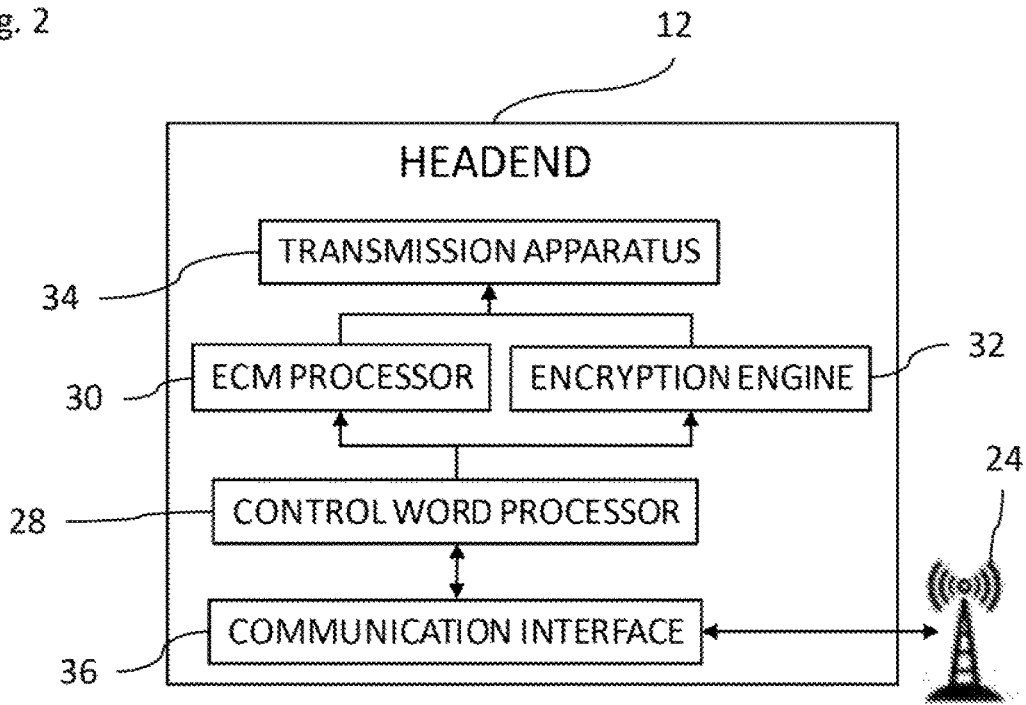 g. 2
12
HEADEND
TRANSMISSION APPARATUS
34
ECM PROCESSOR
ENCRYPTION ENGINE
32
30
24
CONTROL WORD PROCESSOR
28
COMMUNICATION INTERFACE
36